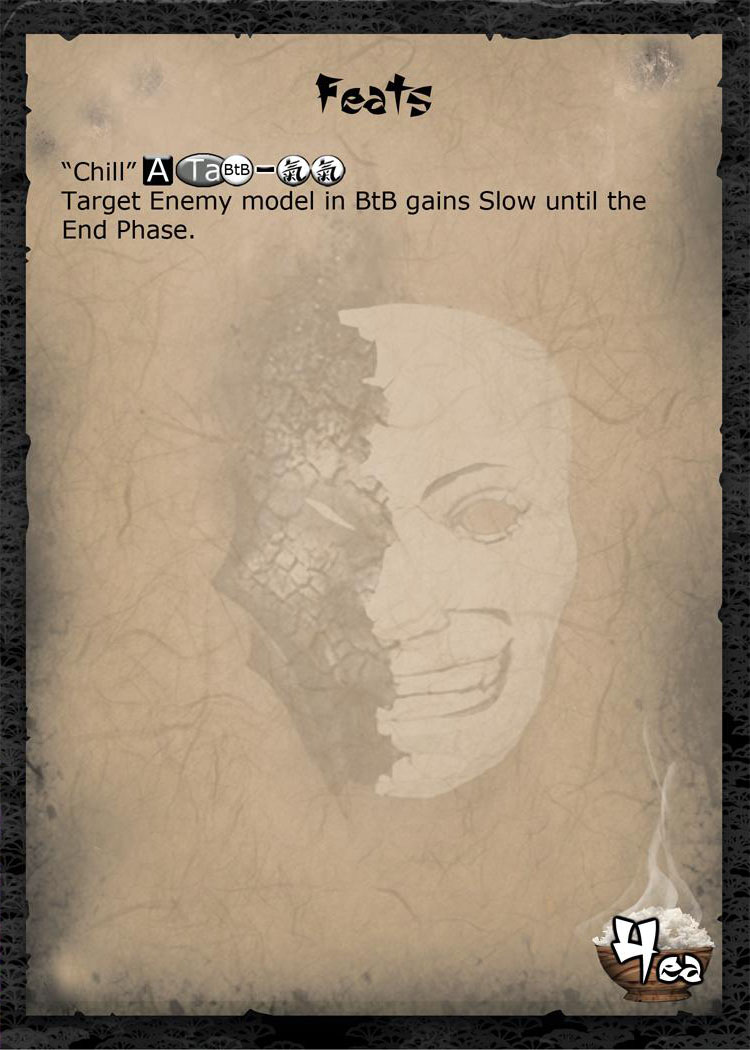 Feats
“Chill” A Ta BtB – 氣 氣
Target Enemy model in BtB gains Slow until the
End Phase.
4ea